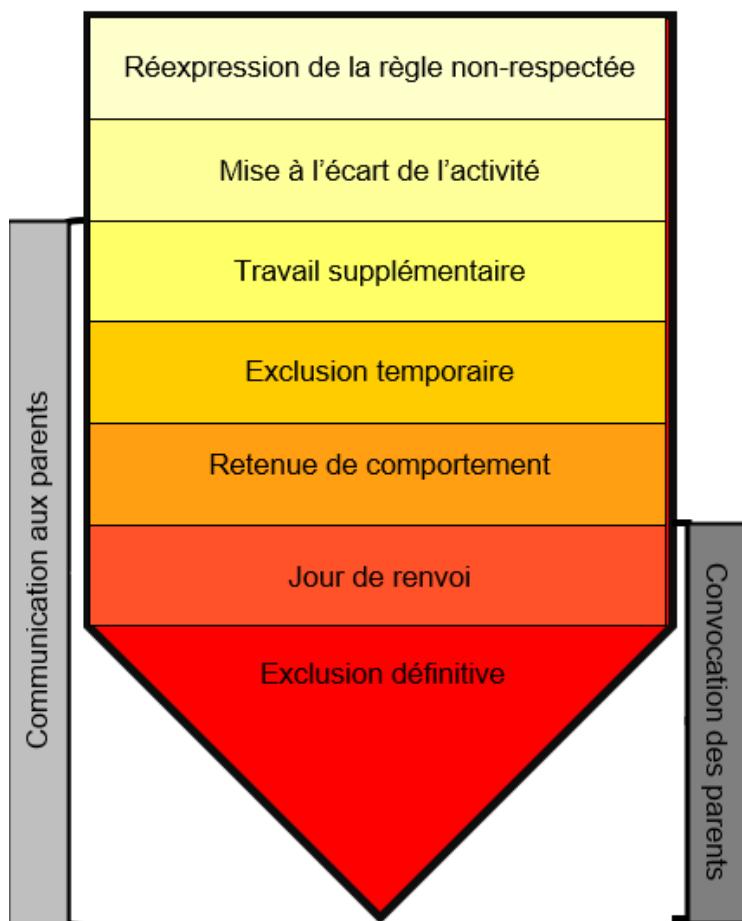 Réexpression de la règle non-respectée
Mise à l’écart de l’activité
Travail supplémentaire
Exclusion temporaire
Retenue de comportement
Jour de renvoi
Exclusion définitive
Communication aux parents
Convocation des parents